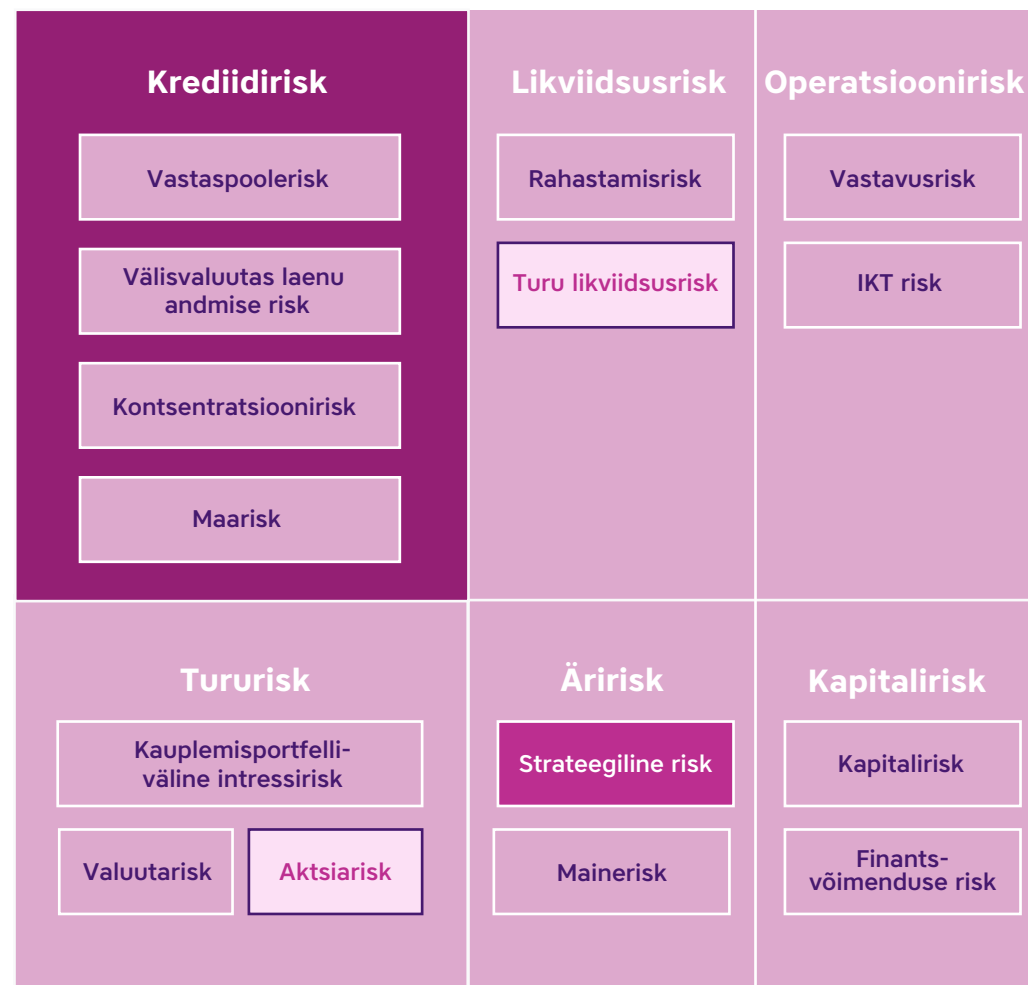 Krediidirisk
Vastaspoolerisk
Välisvaluutas laenu
andmise risk
Kontsentratsioonirisk
Maarisk
Likviidsusrisk
Rahastamisrisk
Turu likviidsusrisk
Operatsioonirisk
Vastavusrisk
IKT risk
Tururisk
Kauplemisportfelli-
väline intressirisk
Valuutarisk
Aktsiarisk
Äririsk
Strateegiline risk
Mainerisk
Kapitalirisk
Kapitalirisk
Finants-
võimenduse risk